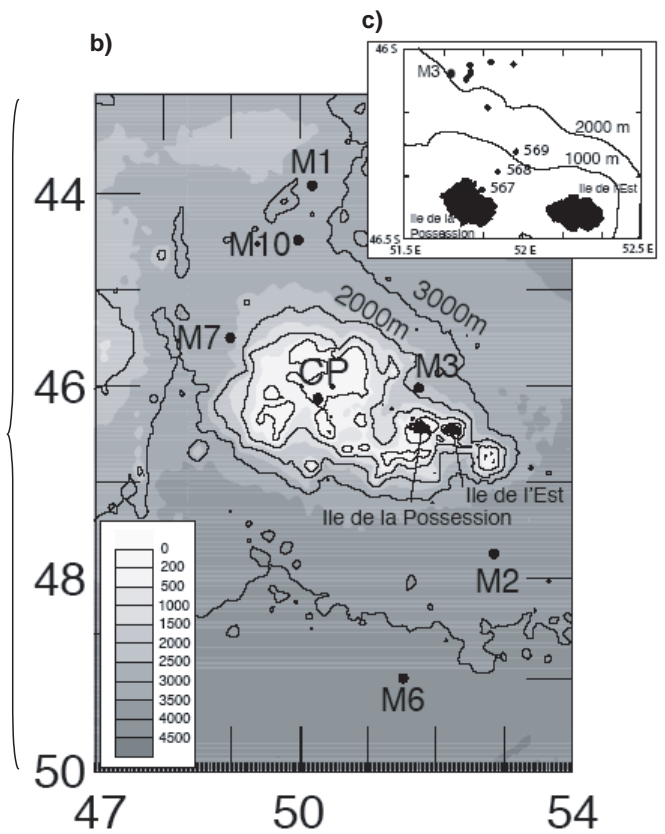 b)
c)
46 S
M3
2000 m
569
1000 m
568
567
Ile de l'Est
Ile de la
Possession
46.5 S
51.5 E
52 E
52.5 E
44
M1
M10
3000m
2000m
M7
CP
M3
46
Ile de l'Est
Ile de la Possession
48
M2
M6
0
200
500
1000
1500
2000
2500
3000
3500
4000
4500
50
47
50
54